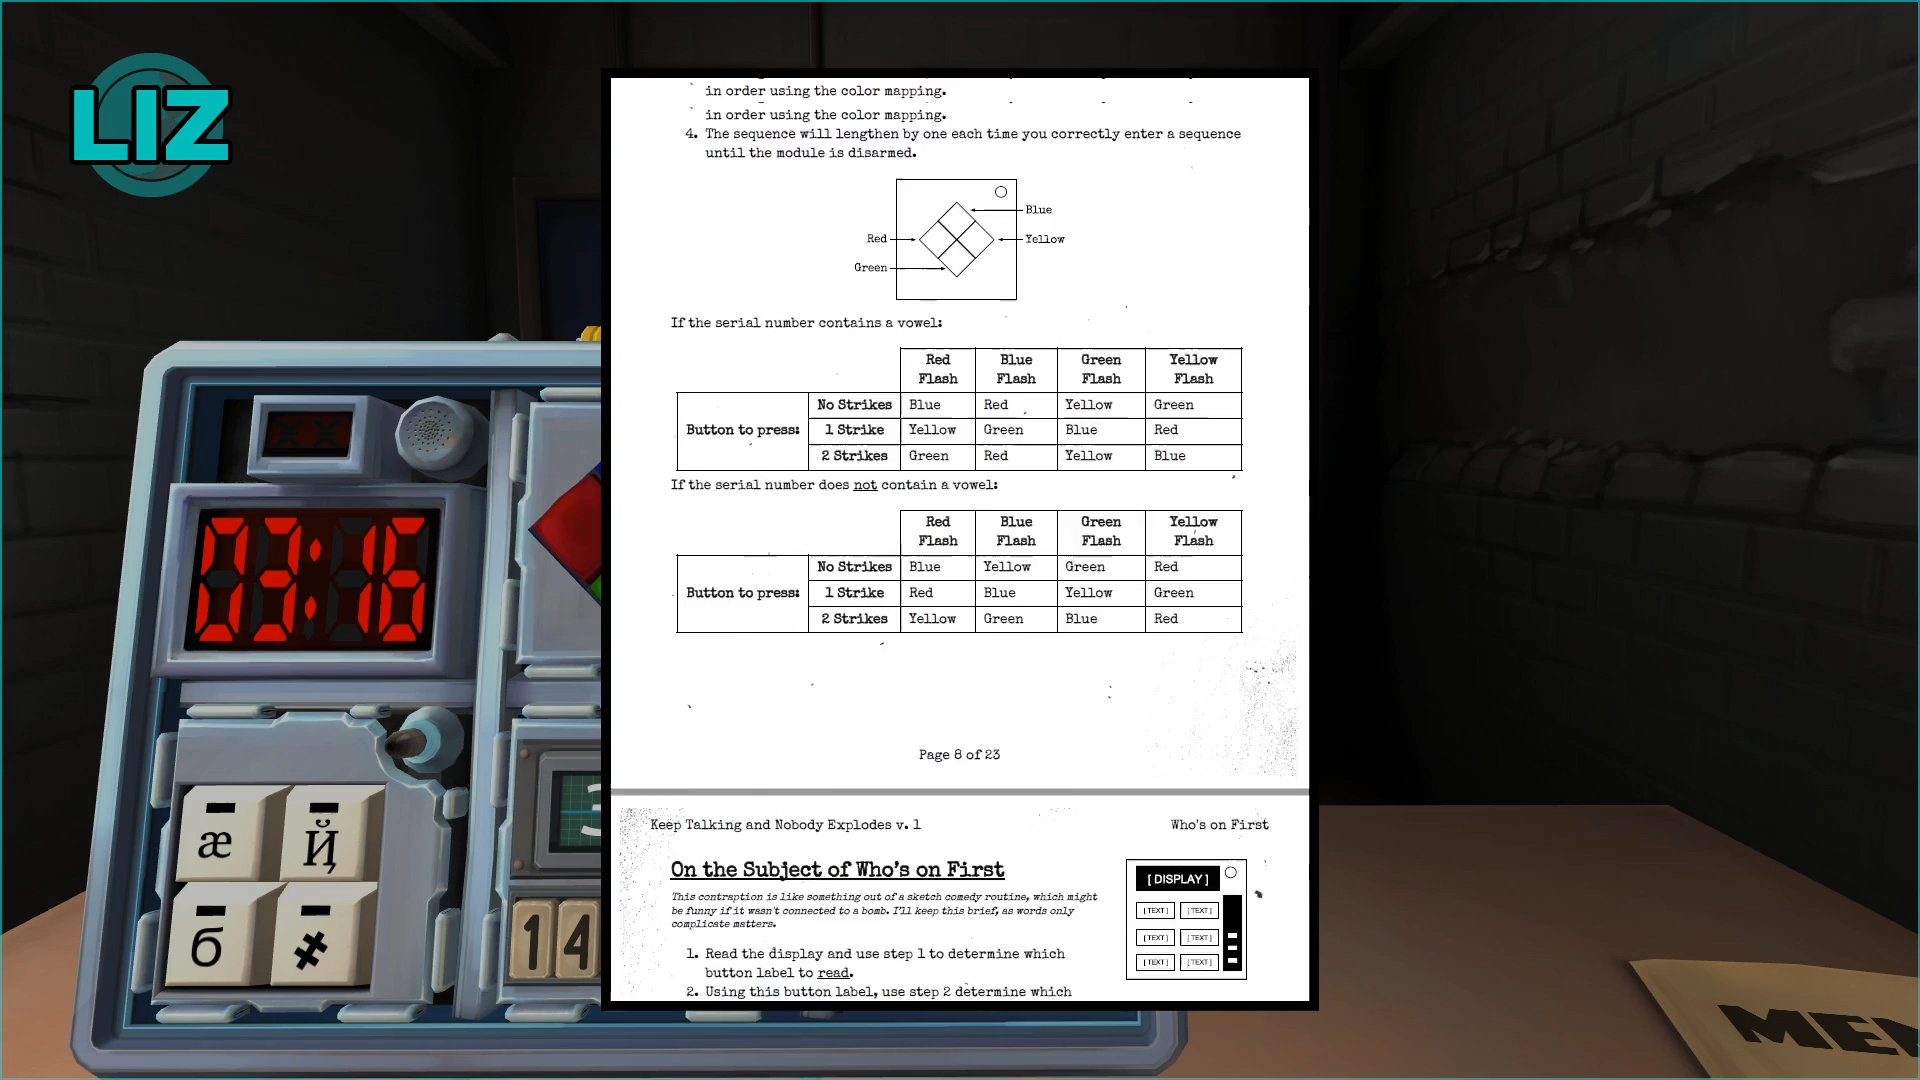 LIZ
in order using the color mapping.
in order using the color mapping.
4. The sequence will lengthen by one each time you correctly enter a sequence
until the module is disarmed.
Blue
Red
Yellow
Green
If the serial number contains a vowel:
Red Flash Blue Flash Green Flash Yellow Flash
Button to press:
No Strikes Blue Red Yellow Green
1 Strike Yellow Green Blue Red
2 Strikes Green Red Yellow Blue
If the serial number does not contain a vowel:
Red Flash Blue Flash Green Flash Yellow Flash
Button to press:
No Strikes Blue Yellow Green Red
1 Strike Red Blue Yellow Green
2 Strikes Yellow Green Blue Red
Page 8 of 23
Keep Talking and Nobody Explodes v. 1 Who's on First
On the Subject of Who's on First
This contraption is like something out of a sketch comedy routine, which might
be funny if it wasn't connected to a bomb. I'll keep this brief, as words only
complicate matters.
1. Read the display and use step 1 to determine which
button label to read.
2. Using this button label, use step 2 determine which
[ DISPLAY ]
[ TEXT ] [ TEXT ]
[ TEXT ] [ TEXT ]
[ TEXT ] [ TEXT ]
03:16
æ Ҋ
б ҂
3
14